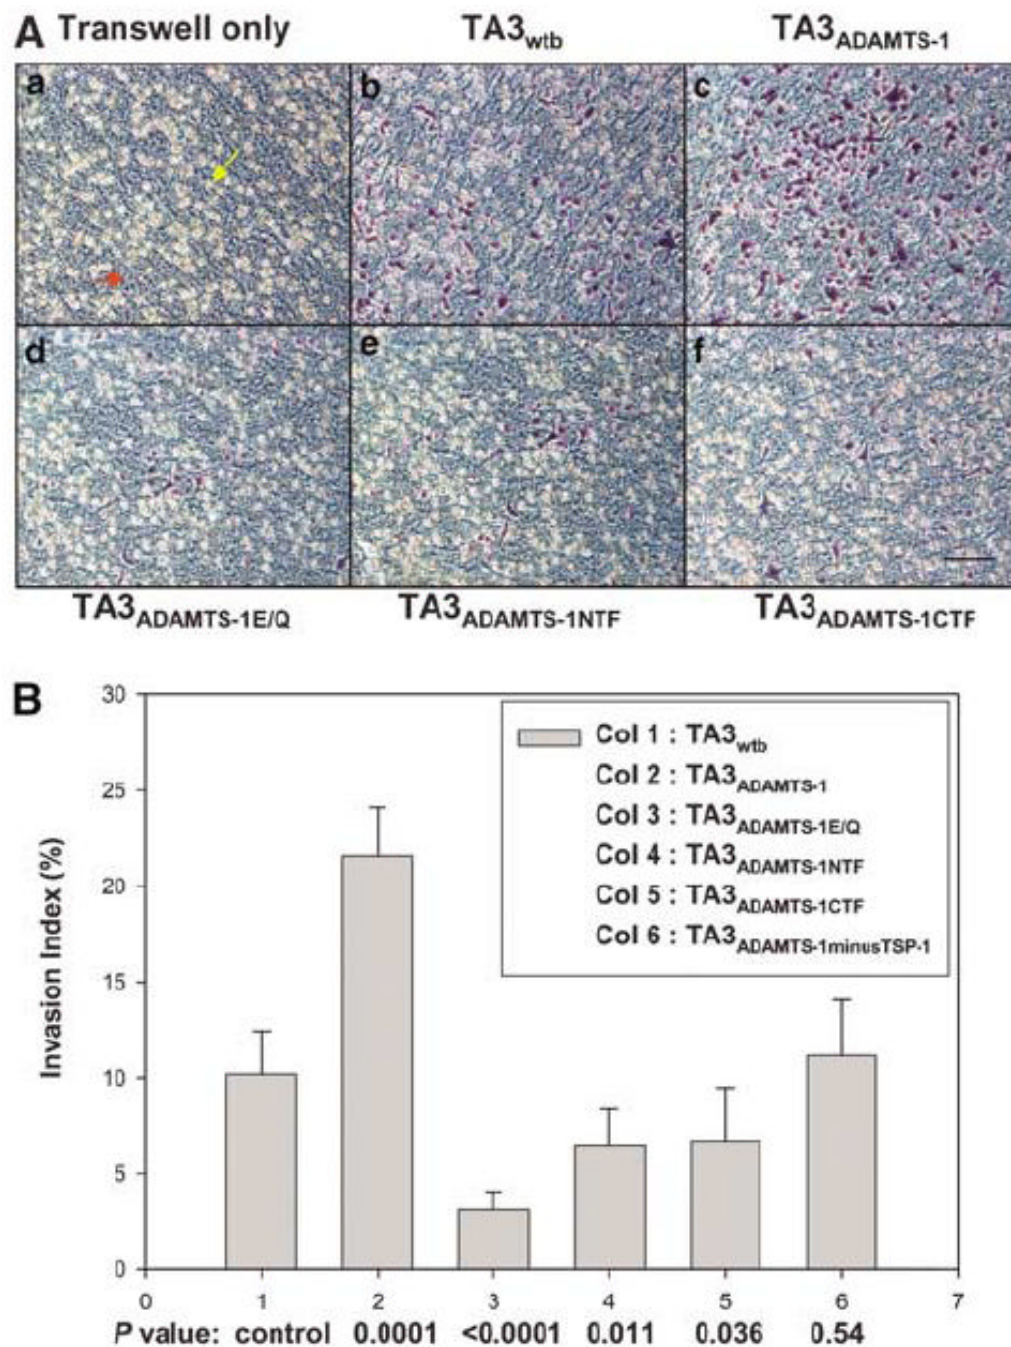 A Transwell only TA3wtb TA3ADAMTS-1
a b c
d e f
TA3ADAMTS-1E/Q TA3ADAMTS-1NTF TA3ADAMTS-1CTF
B
30
25
20
15
10
5
0
Invasion Index (%)
Col 1 : TA3wtb
Col 2 : TA3ADAMTS-1
Col 3 : TA3ADAMTS-1E/Q
Col 4 : TA3ADAMTS-1NTF
Col 5 : TA3ADAMTS-1CTF
Col 6 : TA3ADAMTS-1minusTSP-1
0 1 2 3 4 5 6 7
P value: control 0.0001 <0.0001 0.011 0.036 0.54